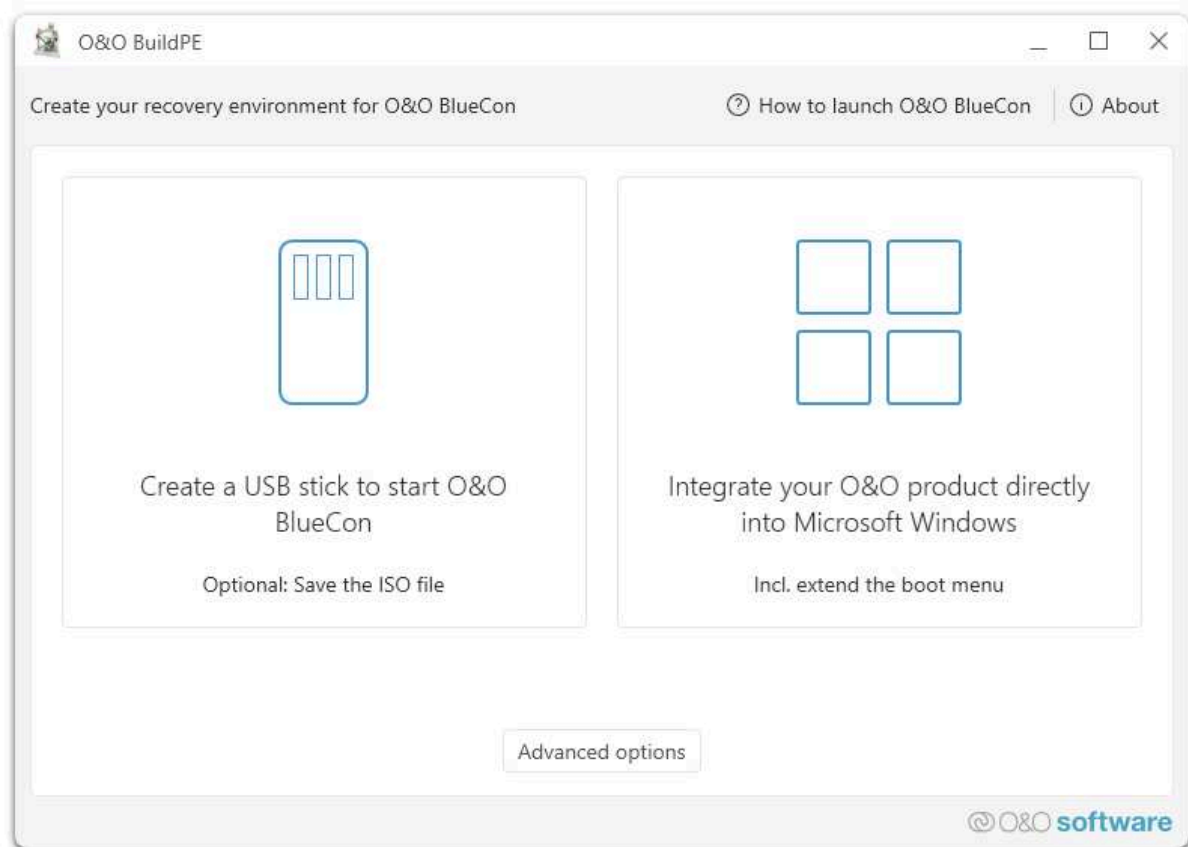 O&O BuildPE
Create your recovery environment for O&O BlueCon
How to launch O&O BlueCon
About
Create a USB stick to start O&O
BlueCon
Optional: Save the ISO file
Integrate your O&O product directly
into Microsoft Windows
Incl. extend the boot menu
Advanced options
O&O software